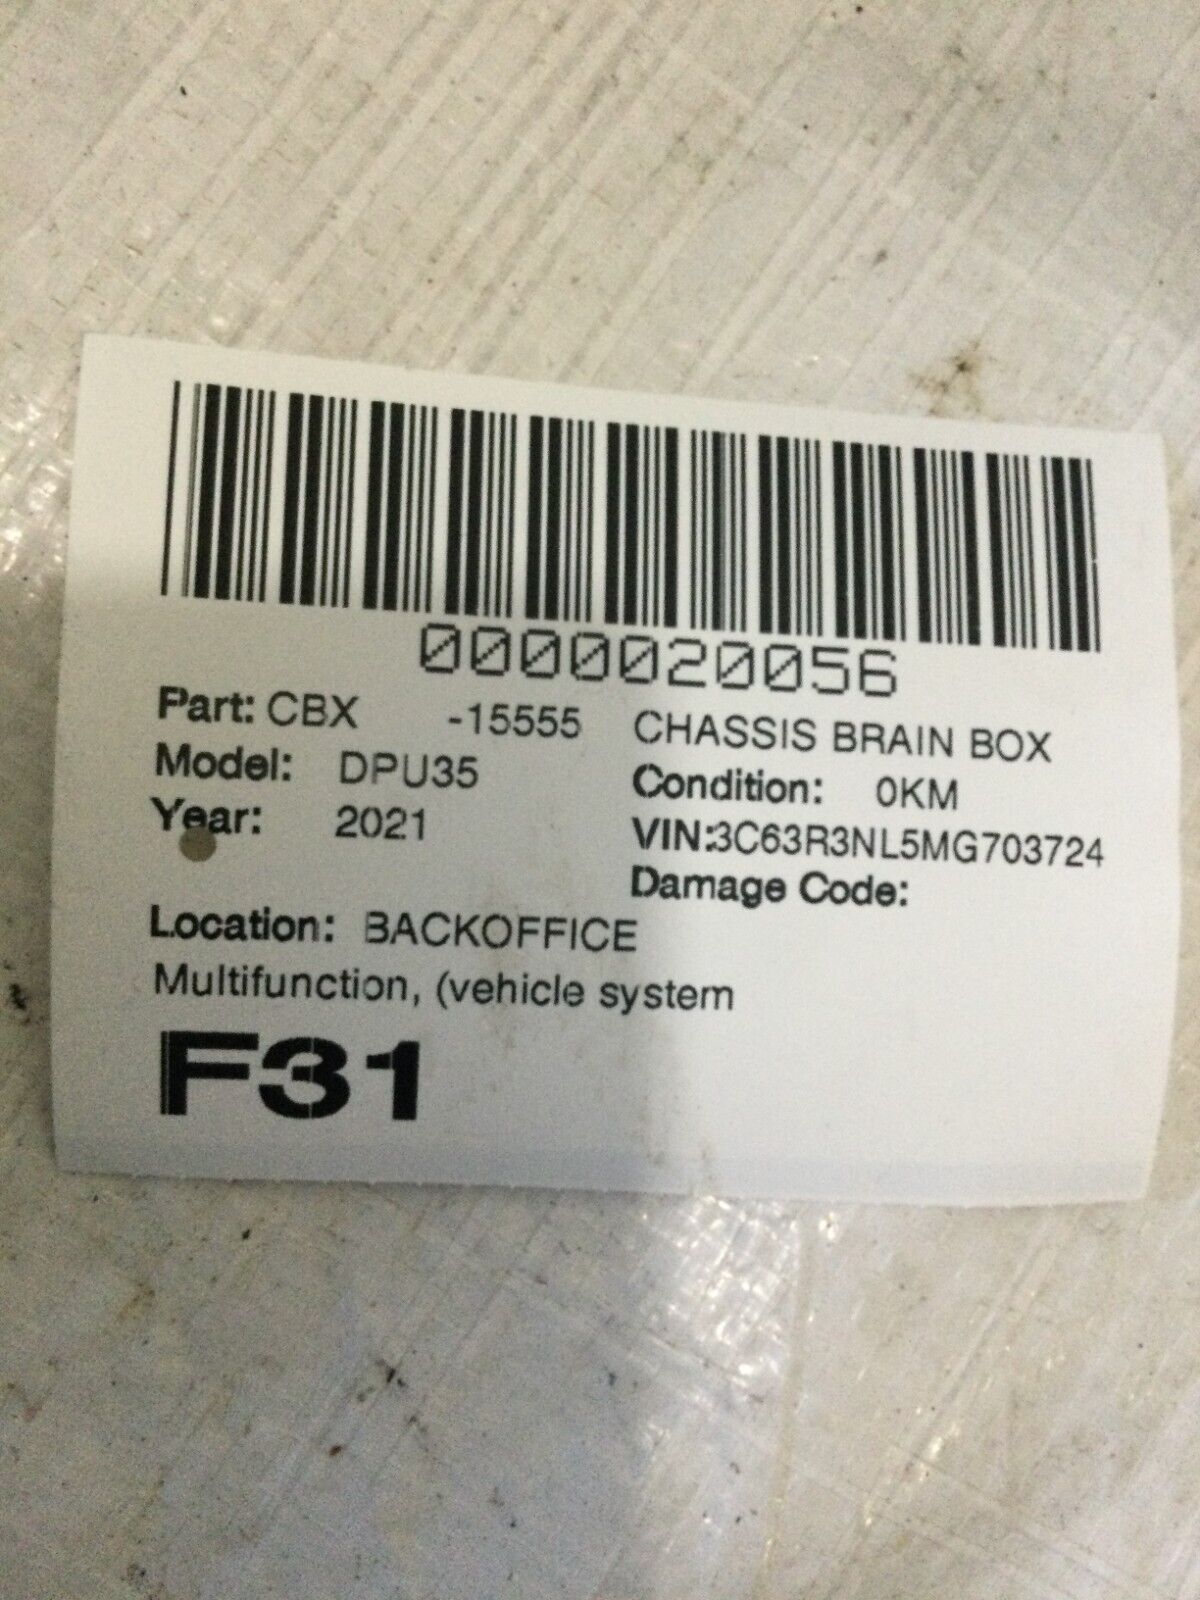 0000020056
Part: CBX -15555 CHASSIS BRAIN BOX
Model: DPU35 Condition: 0KM
Year: 2021 VIN:3C63R3NL5MG703724
Damage Code:
Location: BACKOFFICE
Multifunction, (vehicle system
F31